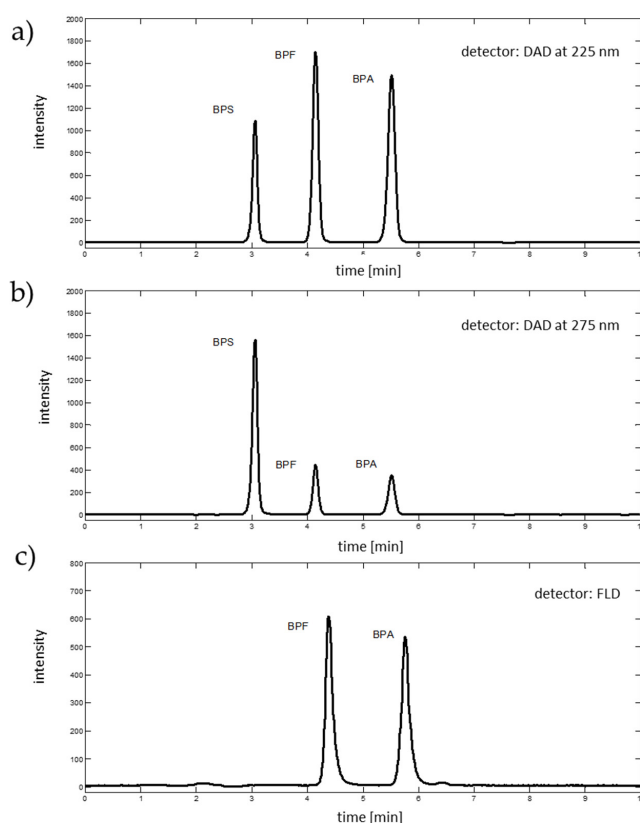 a)
detector: DAD at 225 nm
BPS
BPF
BPA
intensity
2000
1800
1600
1400
1200
1000
800
600
400
200
0
0 1 2 3 4 5 6 7 8 9 10
time [min]
b)
detector: DAD at 275 nm
BPS
BPF
BPA
intensity
2000
1800
1600
1400
1200
1000
800
600
400
200
0
0 1 2 3 4 5 6 7 8 9 10
time [min]
c)
detector: FLD
BPF
BPA
intensity
800
700
600
500
400
300
200
100
0
0 1 2 3 4 5 6 7 8 9 10
time [min]